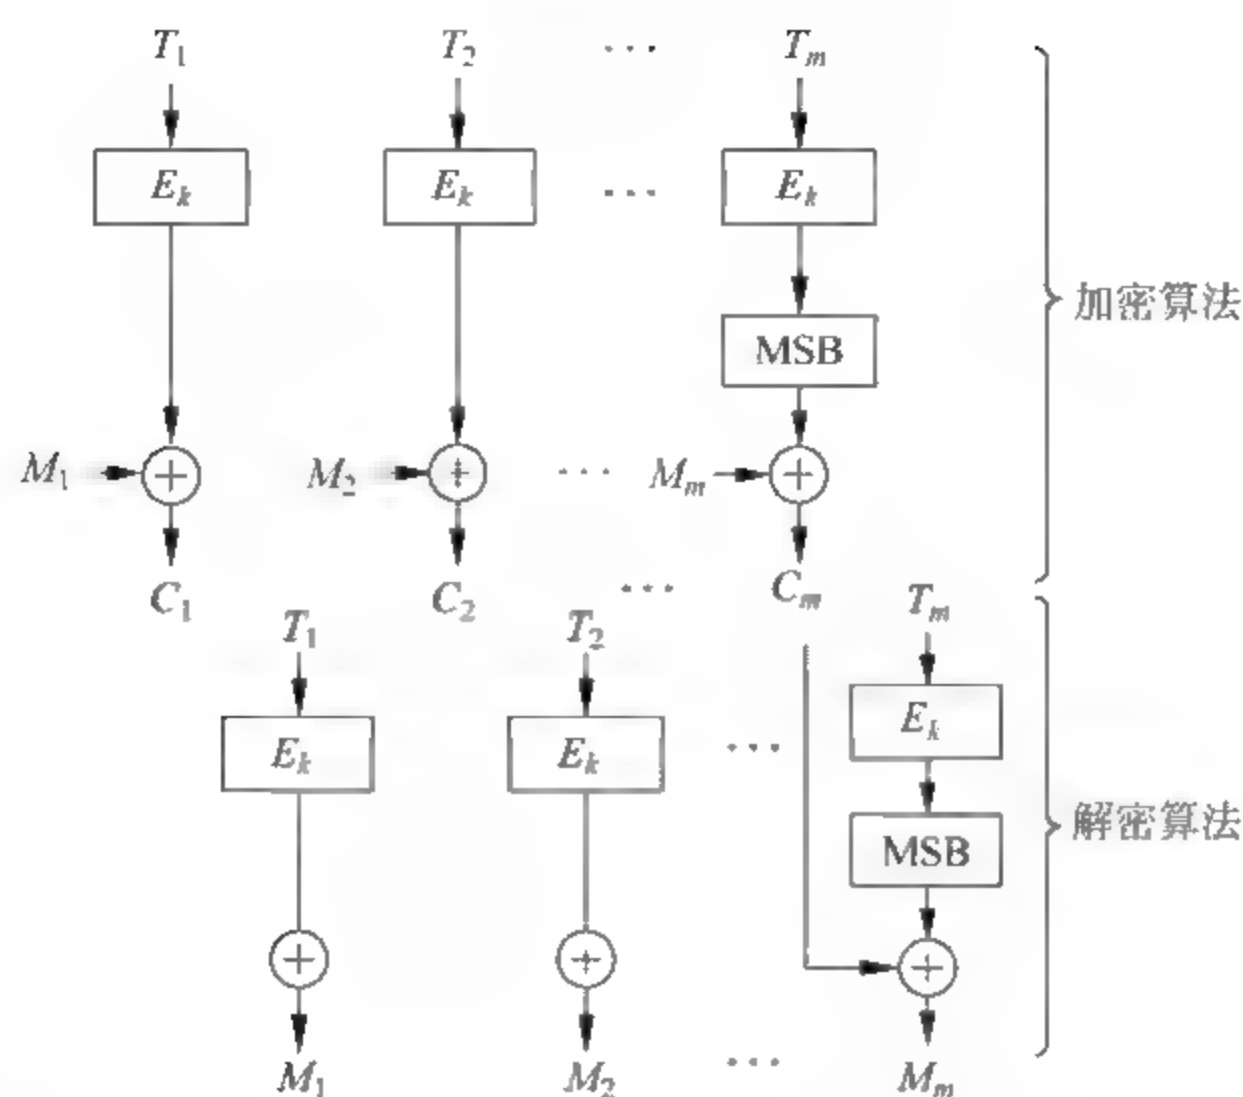 T₁ T₂ ··· Tₘ
Eₖ Eₖ ··· Eₖ
加密算法
MSB
M₁ M₂ ··· Mₘ
C₁ C₂ ··· Cₘ
T₁ T₂ Tₘ
Eₖ Eₖ ··· Eₖ
解密算法
MSB
M₁ M₂ ··· Mₘ